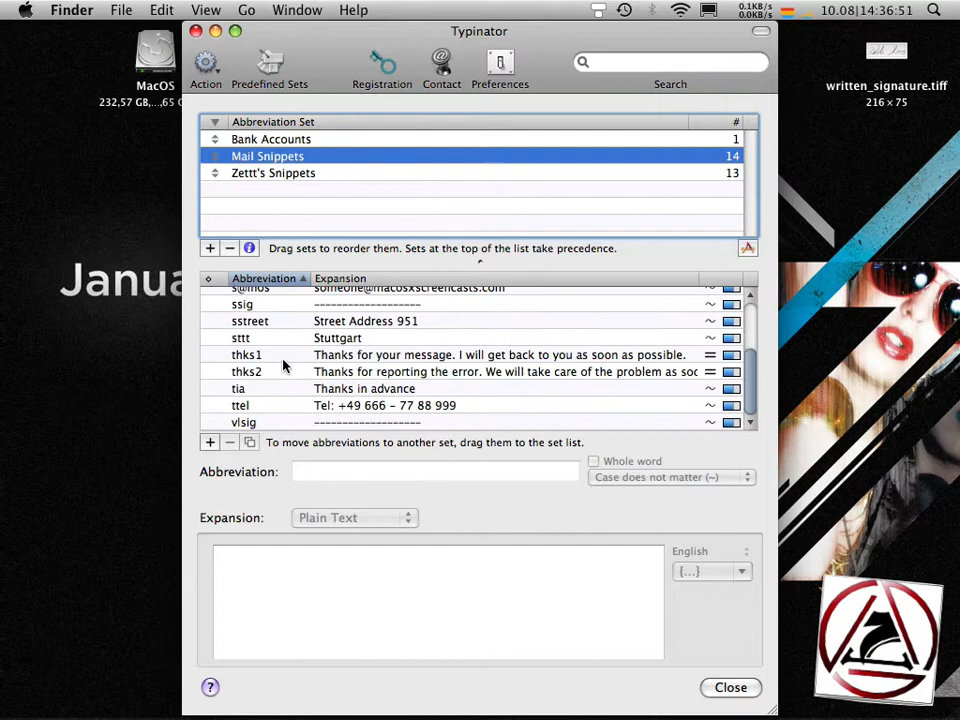 Finder File Edit View Go Window Help
0.1KB/s
0.0KB/s
10.08|14:36:51
Typinator
Action Predefined Sets Registration Contact Preferences Search
MacOS
232,57 GB,...,65 G
written_signature.tiff
216 × 75
Abbreviation Set #
Bank Accounts 1
Mail Snippets 14
Zettt's Snippets 13
Drag sets to reorder them. Sets at the top of the list take precedence.
Janua
Abbreviation Expansion
s@mos someone@macosxscreencasts.com
ssig --------------------
sstreet Street Address 951
sttt Stuttgart
thks1 Thanks for your message. I will get back to you as soon as possible.
thks2 Thanks for reporting the error. We will take care of the problem as soo
tia Thanks in advance
ttel Tel: +49 666 – 77 88 999
vlsig --------------------
To move abbreviations to another set, drag them to the set list.
Abbreviation:
Whole word
Case does not matter (~)
Expansion: Plain Text
English
{...}
? Close